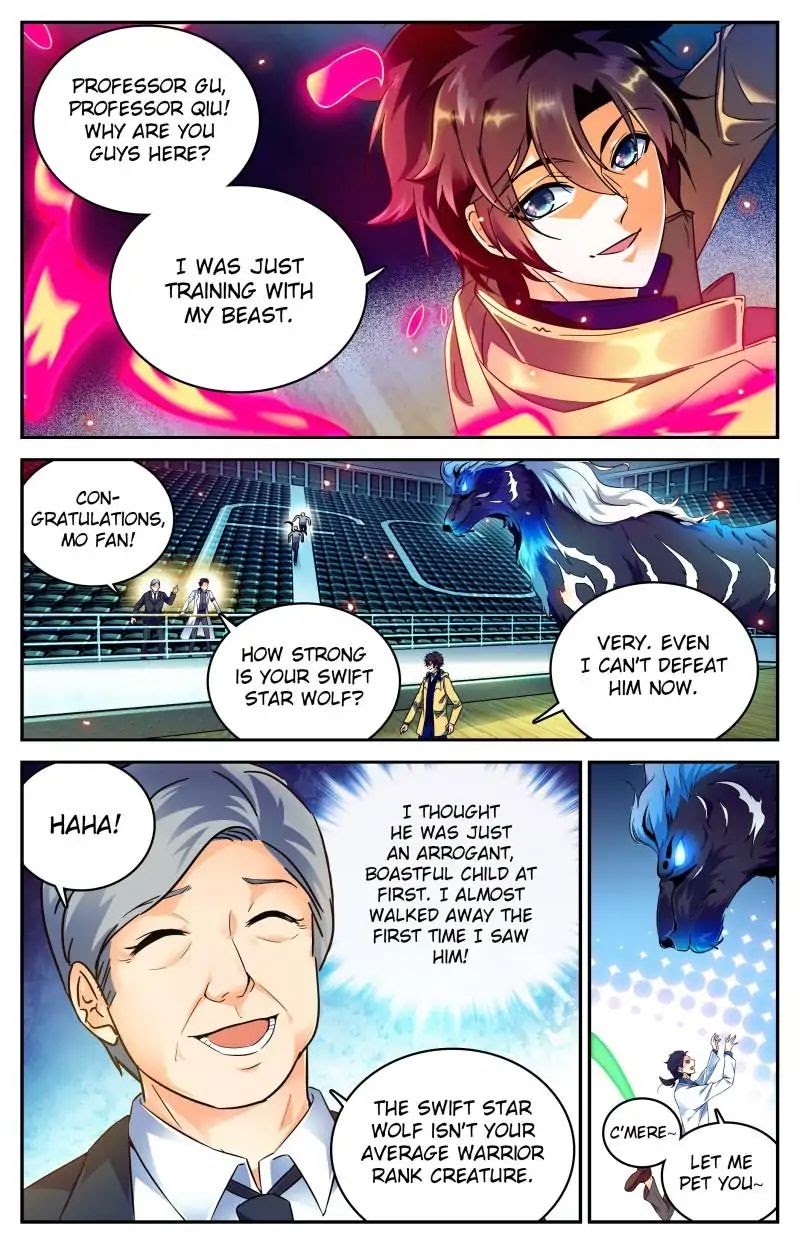 PROFESSOR GU,
PROFESSOR QIU!
WHY ARE YOU
GUYS HERE?
I WAS JUST
TRAINING WITH
MY BEAST.
CON-
GRATULATIONS,
MO FAN!
HOW STRONG
IS YOUR SWIFT
STAR WOLF?
VERY. EVEN
I CAN'T DEFEAT
HIM NOW.
HAHA!
I THOUGHT
HE WAS JUST
AN ARROGANT,
BOASTFUL CHILD AT
FIRST. I ALMOST
WALKED AWAY THE
FIRST TIME I SAW
HIM!
THE SWIFT STAR
WOLF ISN'T YOUR
AVERAGE WARRIOR
RANK CREATURE.
C'MERE~
LET ME
PET YOU~